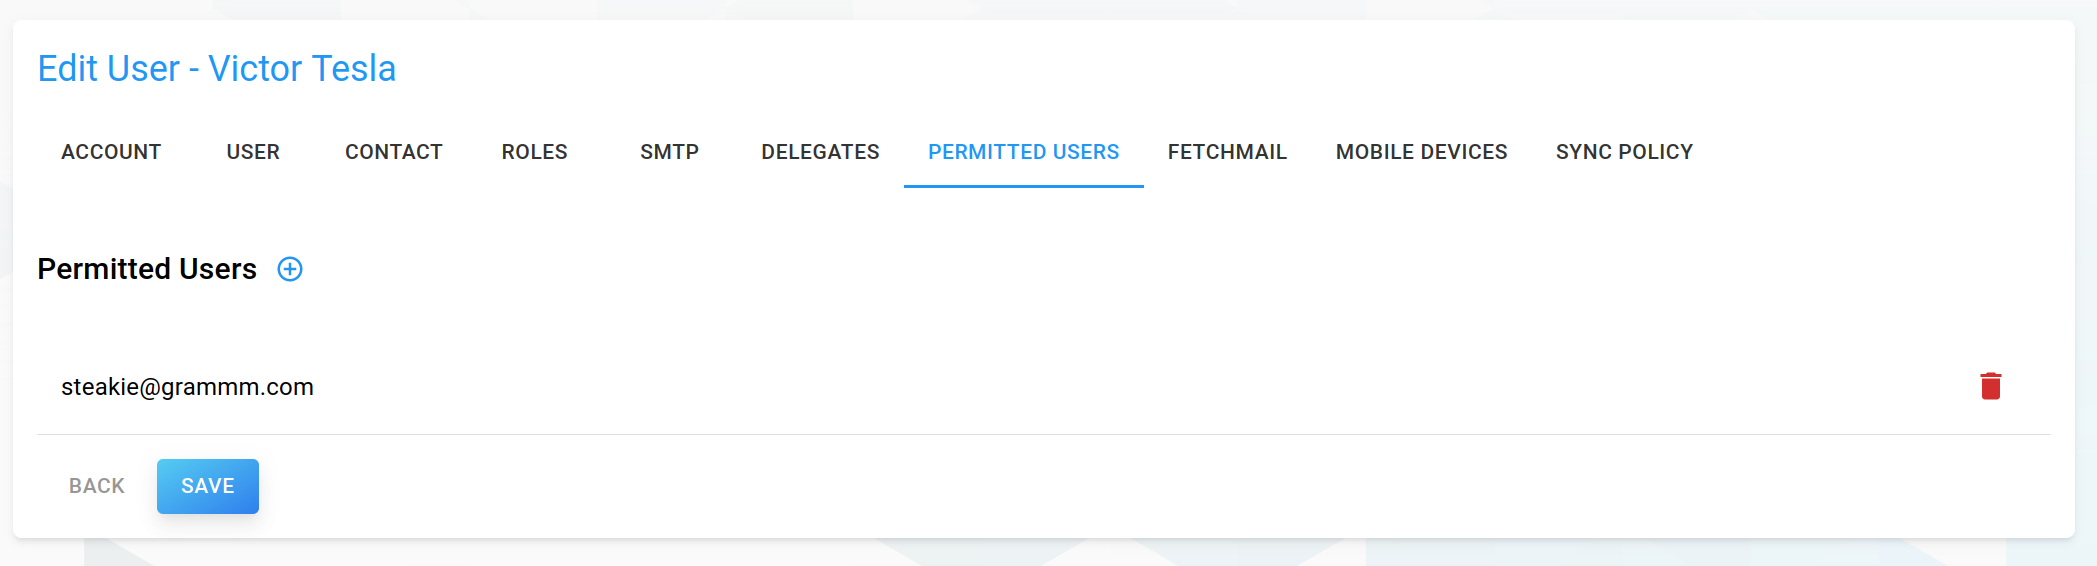 Edit User - Victor Tesla
ACCOUNT USER CONTACT ROLES SMTP DELEGATES PERMITTED USERS FETCHMAIL MOBILE DEVICES SYNC POLICY
Permitted Users
steakie@grammm.com
BACK SAVE